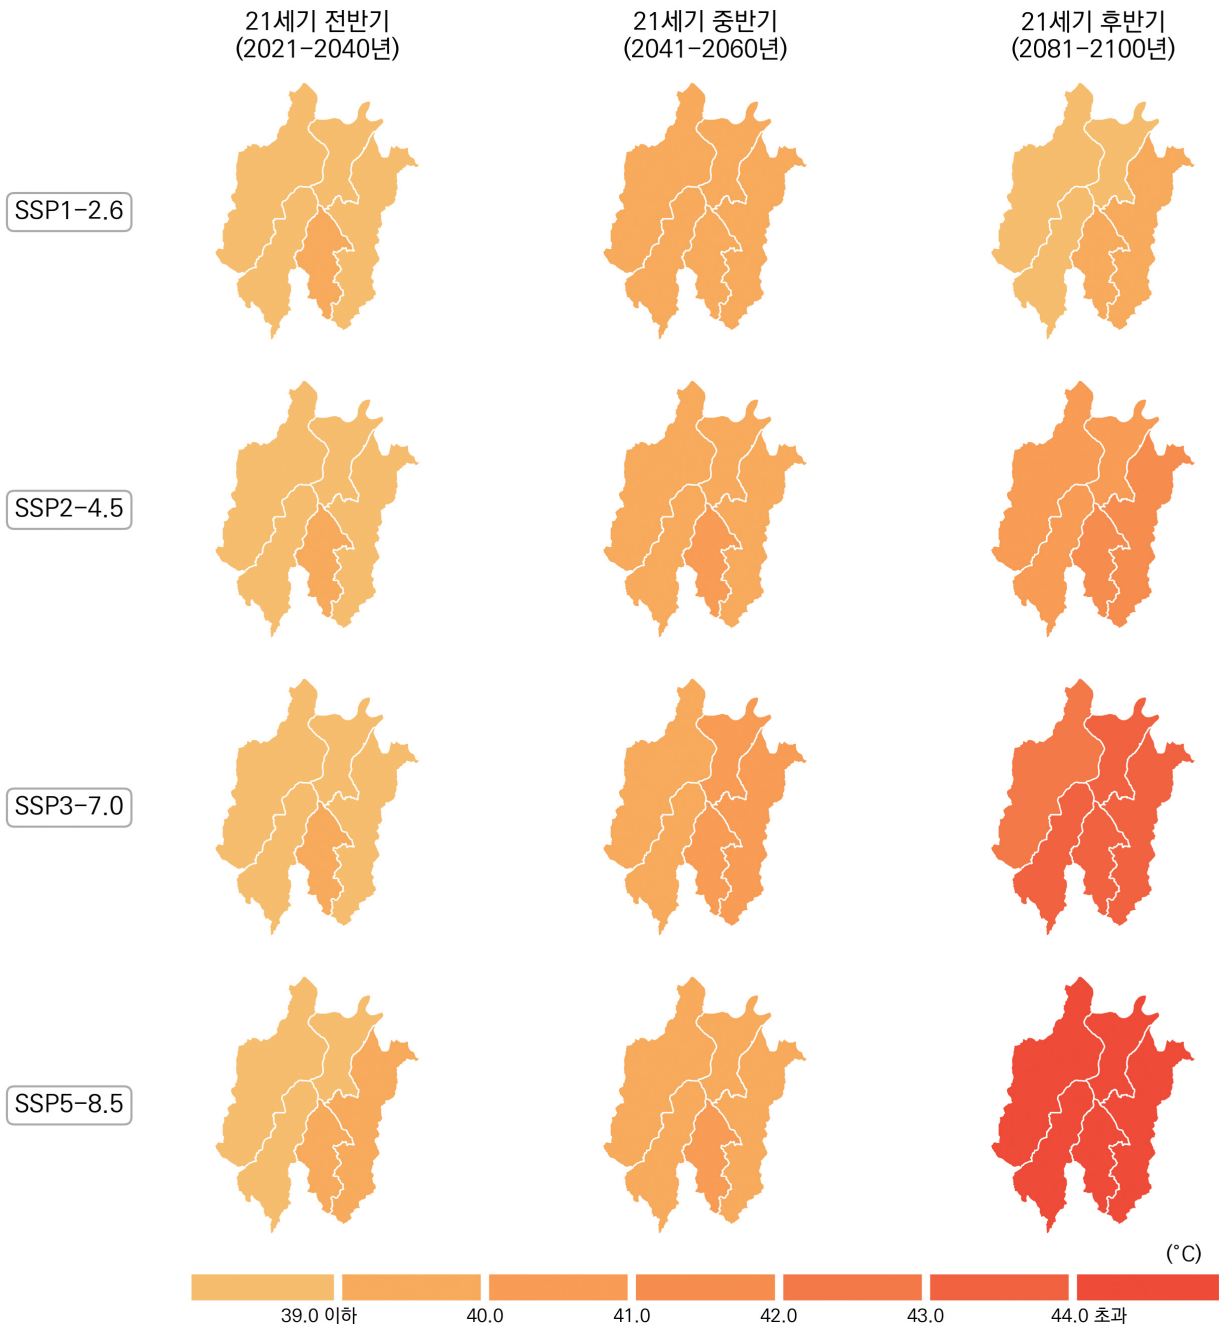 21세기 전반기
(2021-2040년)
21세기 중반기
(2041-2060년)
21세기 후반기
(2081-2100년)
SSP1-2.6
SSP2-4.5
SSP3-7.0
SSP5-8.5
(°C)
39.0 이하
40.0
41.0
42.0
43.0
44.0 초과